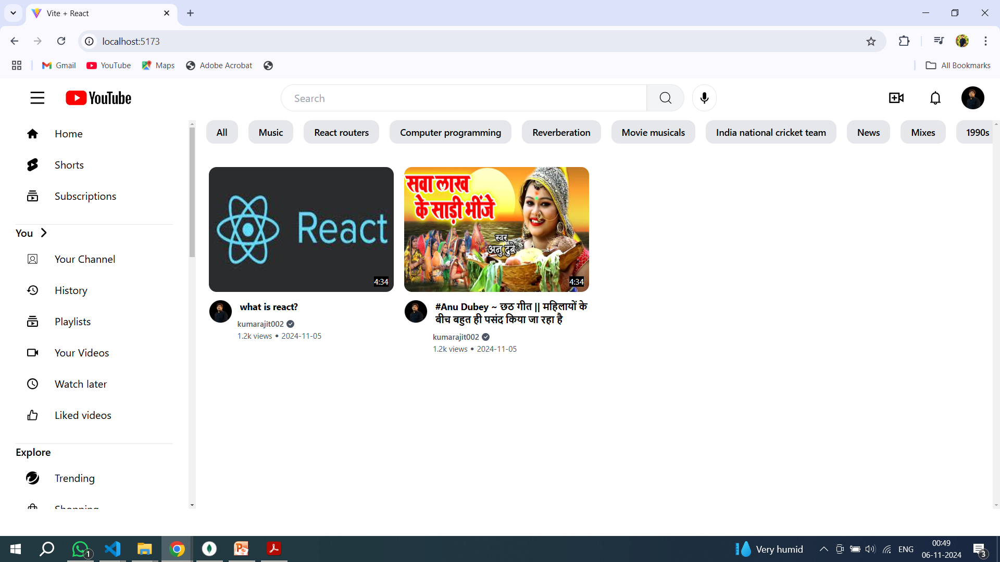 Vite + React
localhost:5173
Gmail YouTube Maps Adobe Acrobat All Bookmarks
YouTube
Search
Home
Shorts
Subscriptions
You
Your Channel
History
Playlists
Your Videos
Watch later
Liked videos
Explore
Trending
Shopping
All Music React routers Computer programming Reverberation Movie musicals India national cricket team News Mixes 1990s
React
4:34
what is react?
kumarajit002
1.2k views • 2024-11-05
सवा लाख
के साड़ी भींजे
स्वर
अनु दुबे
4:34
#Anu Dubey ~ छठ गीत || महिलायों के
बीच बहुत ही पसंद किया जा रहा है
kumarajit002
1.2k views • 2024-11-05
1
Very humid
ENG
00:49
06-11-2024
3